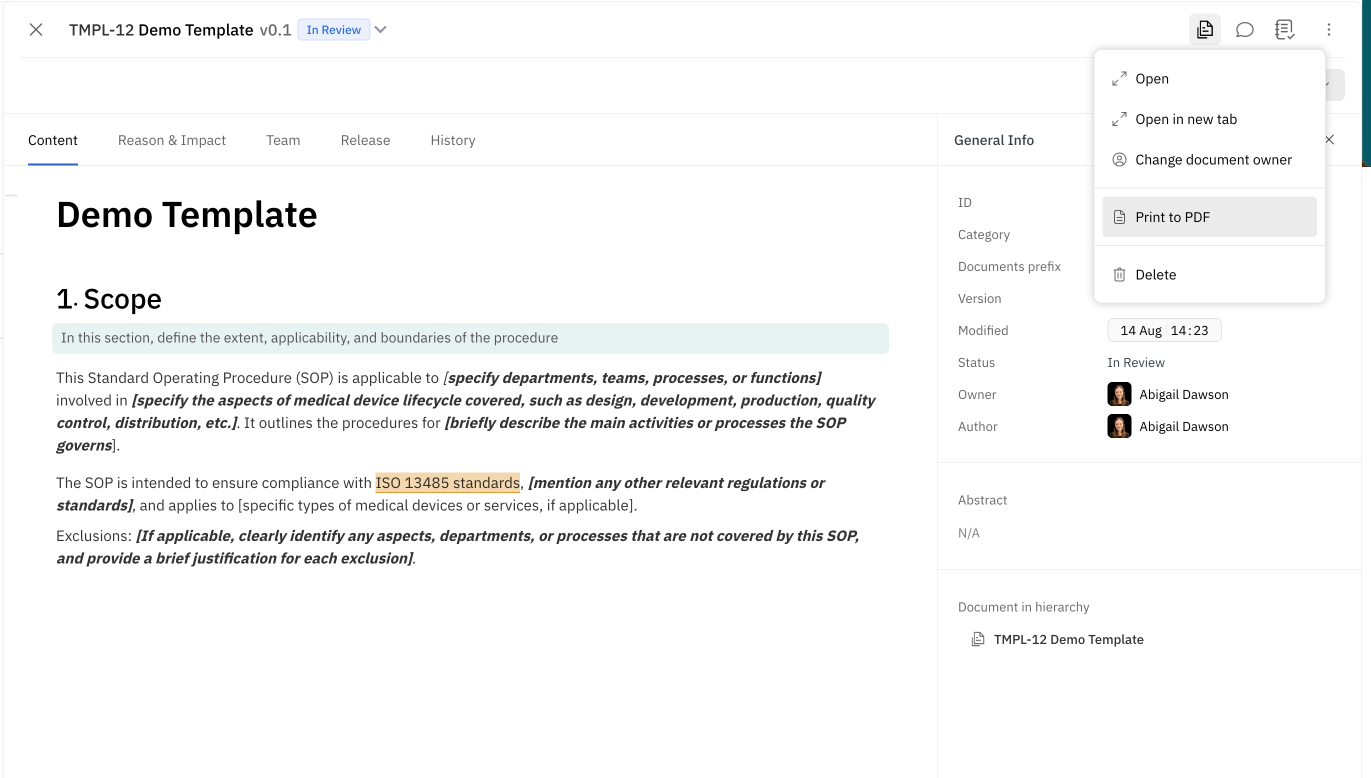 TMPL-12 Demo Template v0.1 In Review
Open
Open in new tab
Change document owner
Print to PDF
Delete
Content Reason & Impact Team Release History
Demo Template
1. Scope
In this section, define the extent, applicability, and boundaries of the procedure
This Standard Operating Procedure (SOP) is applicable to [specify departments, teams, processes, or functions]
involved in [specify the aspects of medical device lifecycle covered, such as design, development, production, quality
control, distribution, etc.]. It outlines the procedures for [briefly describe the main activities or processes the SOP
governs].
The SOP is intended to ensure compliance with ISO 13485 standards, [mention any other relevant regulations or
standards], and applies to [specific types of medical devices or services, if applicable].
Exclusions: [If applicable, clearly identify any aspects, departments, or processes that are not covered by this SOP,
and provide a brief justification for each exclusion].
General Info
ID
Category
Documents prefix
Version
Modified 14 Aug 14:23
Status In Review
Owner Abigail Dawson
Author Abigail Dawson
Abstract
N/A
Document in hierarchy
TMPL-12 Demo Template